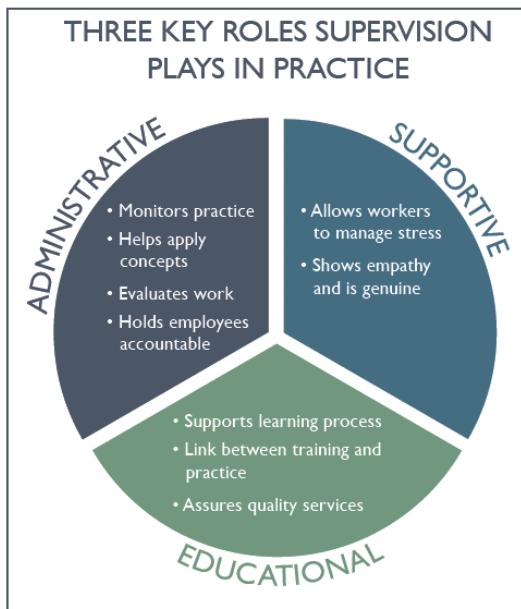 THREE KEY ROLES SUPERVISION
PLAYS IN PRACTICE
ADMINISTRATIVE
• Monitors practice
• Helps apply
concepts
• Evaluates work
• Holds employees
accountable
SUPPORTIVE
• Allows workers
to manage stress
• Shows empathy
and is genuine
• Supports learning process
• Link between training and
practice
• Assures quality services
EDUCATIONAL